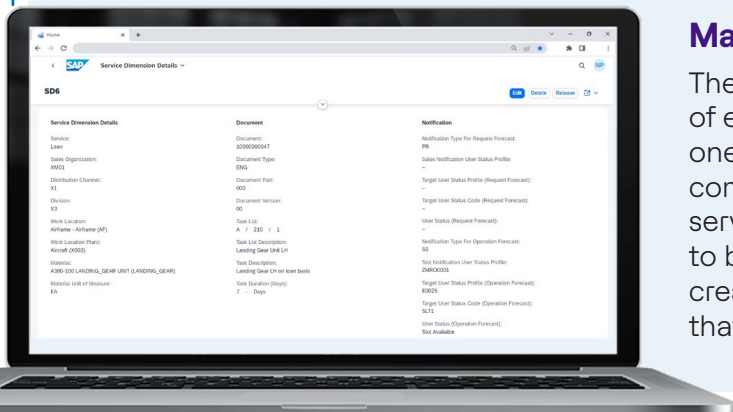 Home
SAP
Service Dimension Details
NP
SD6
Edit
Delete
Release
Service Dimension Details
Service:
Loan
Sales Organization:
XM01
Distribution Channel:
X1
Division:
X3
Work Location:
Airframe - Airframe (AF)
Work Location Plant:
Aircraft (X003)
Material:
A380-100 LANDING_GEAR UNIT (LANDING_GEAR)
Material Unit of Measure:
EA
Document
Document:
Document Type:
ENG
Document Part:
000
Document Version:
00
Task List:
A / 210 / 1
Task List Description:
Landing Gear Unit LH
Task Description:
Landing Gear LH on loan basis
Task Duration (Days):
7 - Days
Notification
Notification Type For Request Forecast:
PR
Sales Notification User Status Profile:
–
Target User Status Profile (Request Forecast):
–
Target User Status Code (Request Forecast):
–
User Status (Request Forecast):
–
Notification Type For Operation Forecast:
SS
Slot Notification User Status Profile:
ZMRO0001
Target User Status Profile (Operation Forecast):
E0025
Target User Status Code (Operation Forecast):
SLT1
User Status (Operation Forecast):
Slot Available
Ma
The
of e
one
con
serv
to b
crea
tha